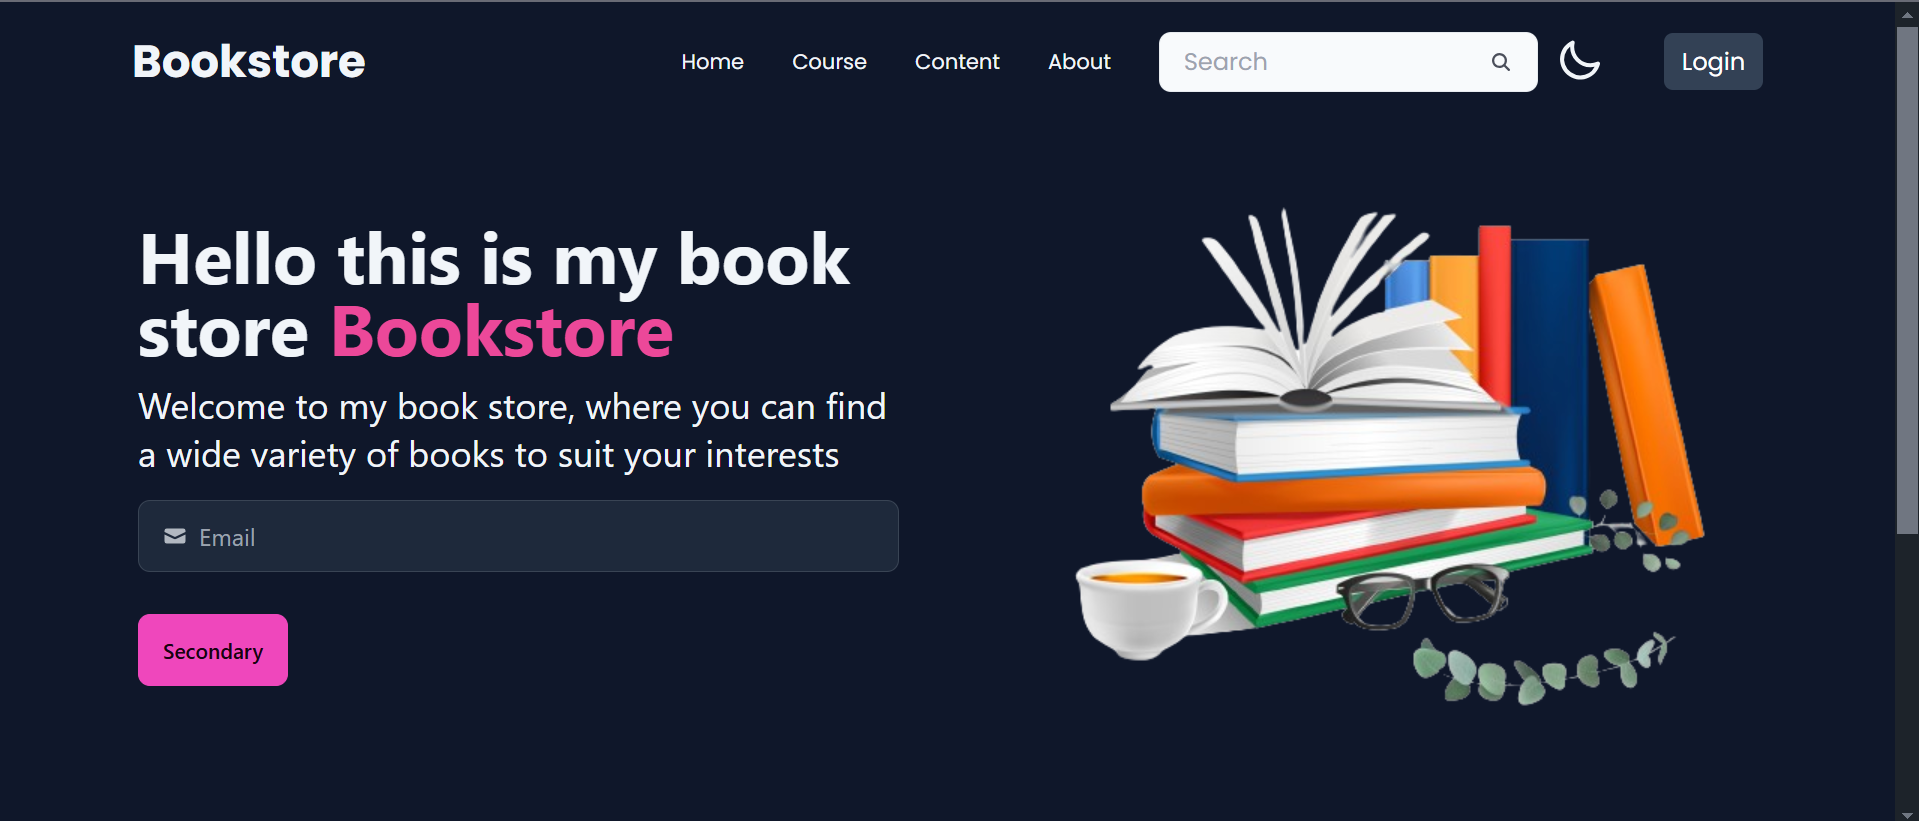 Bookstore
Home Course Content About Search Login
Hello this is my book
store Bookstore
Welcome to my book store, where you can find
a wide variety of books to suit your interests
Email
Secondary